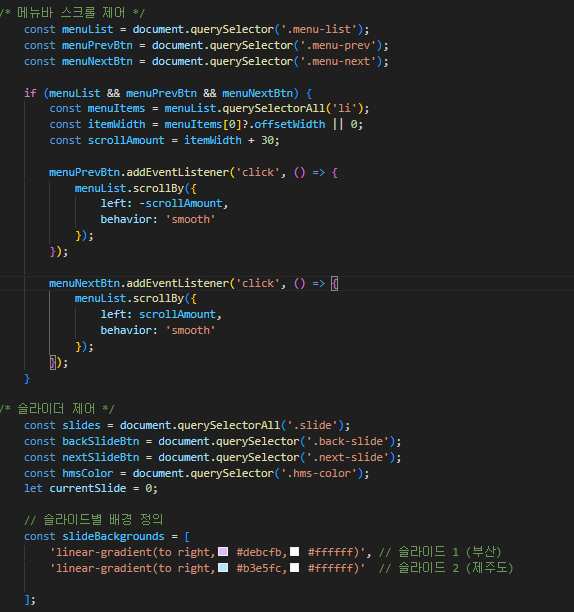 /* 메뉴바 스크롤 제어 */
const menuList = document.querySelector('.menu-list');
const menuPrevBtn = document.querySelector('.menu-prev');
const menuNextBtn = document.querySelector('.menu-next');
if (menuList && menuPrevBtn && menuNextBtn) {
const menuItems = menuList.querySelectorAll('li');
const itemWidth = menuItems[0]?.offsetWidth || 0;
const scrollAmount = itemWidth + 30;
menuPrevBtn.addEventListener('click', () => {
menuList.scrollBy({
left: -scrollAmount,
behavior: 'smooth'
});
});
menuNextBtn.addEventListener('click', () => {
menuList.scrollBy({
left: scrollAmount,
behavior: 'smooth'
});
});
}
/* 슬라이더 제어 */
const slides = document.querySelectorAll('.slide');
const backSlideBtn = document.querySelector('.back-slide');
const nextSlideBtn = document.querySelector('.next-slide');
const hmsColor = document.querySelector('.hms-color');
let currentSlide = 0;
// 슬라이드별 배경 정의
const slideBackgrounds = [
'linear-gradient(to right, #debcfb, #ffffff)', // 슬라이드 1 (부산)
'linear-gradient(to right, #b3e5fc, #ffffff)' // 슬라이드 2 (제주도)
];